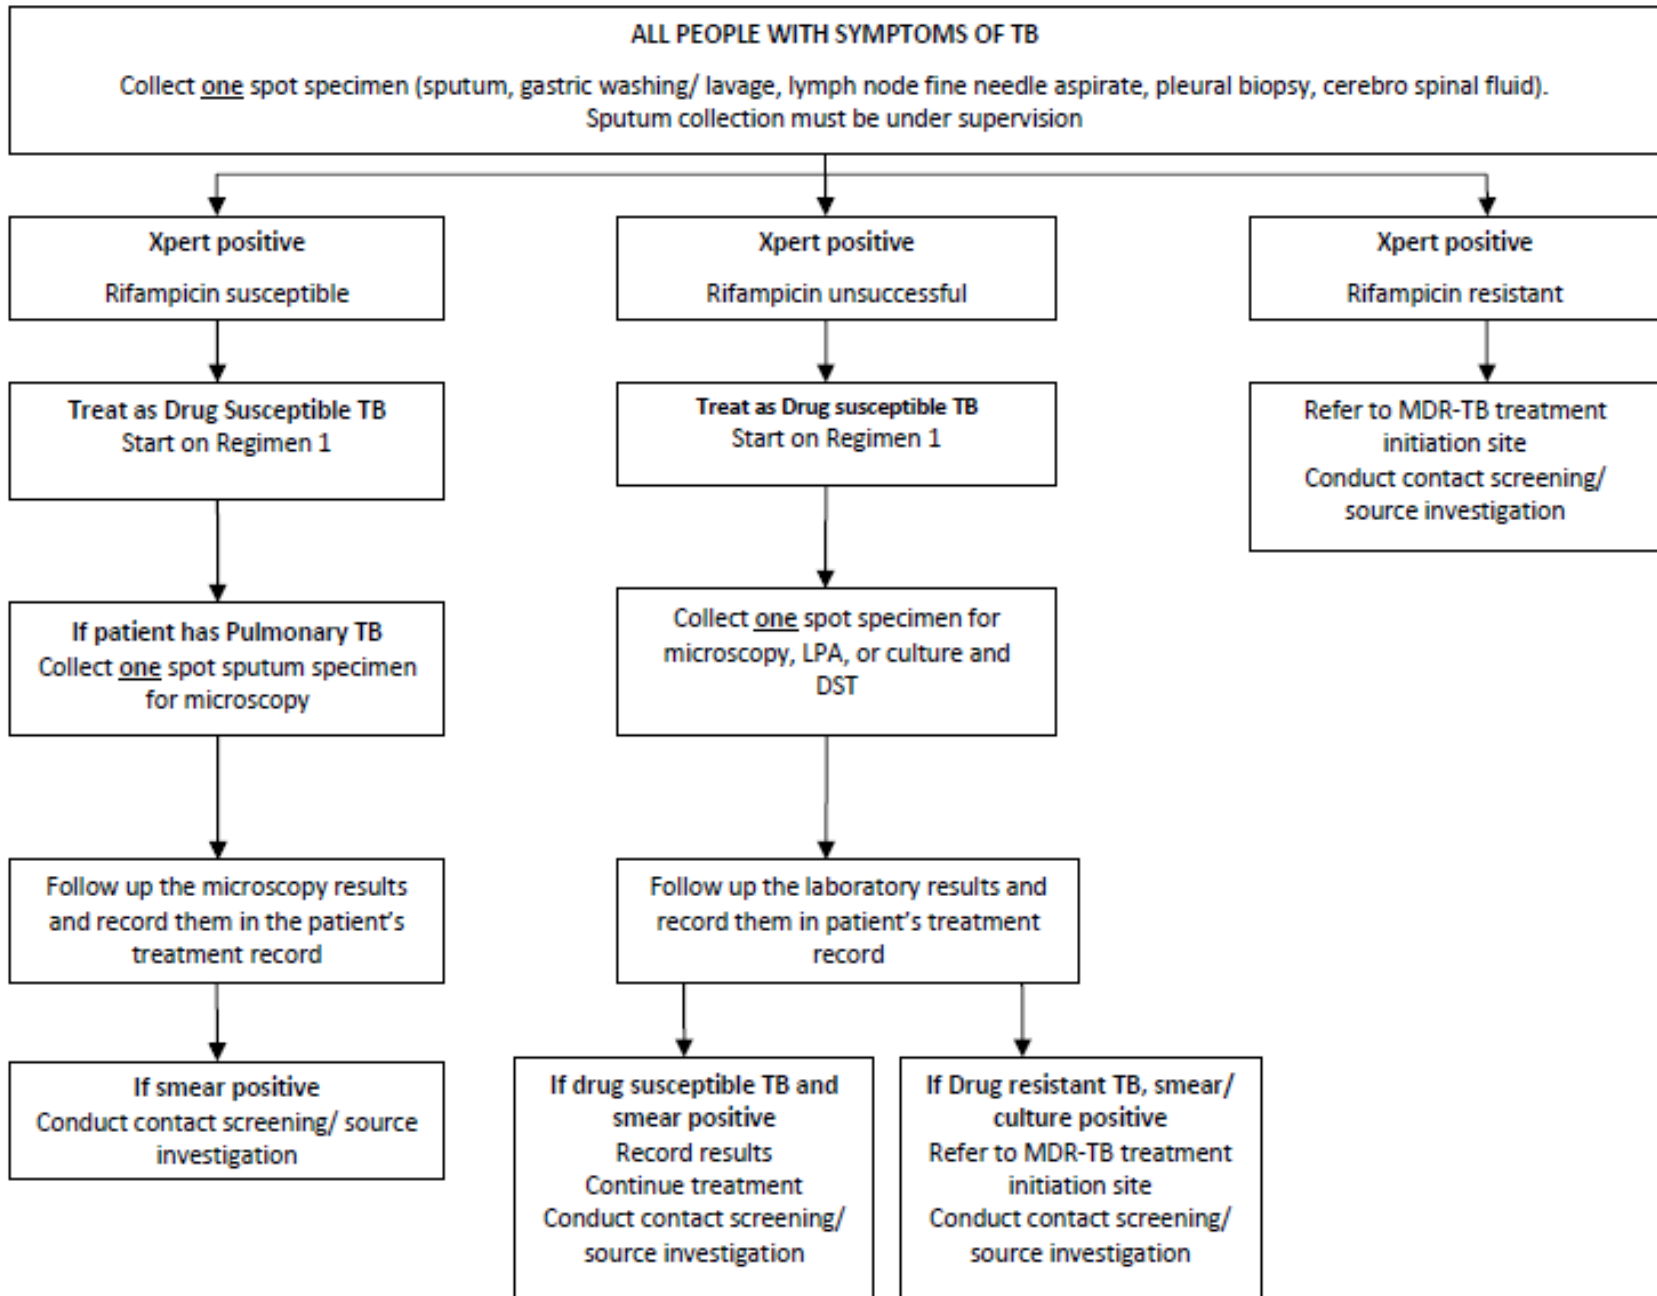 ALL PEOPLE WITH SYMPTOMS OF TB
Collect one spot specimen (sputum, gastric washing/ lavage, lymph node fine needle aspirate, pleural biopsy, cerebro spinal fluid).
Sputum collection must be under supervision
Xpert positive
Rifampicin susceptible
Xpert positive
Rifampicin unsuccessful
Xpert positive
Rifampicin resistant
Treat as Drug Susceptible TB
Start on Regimen 1
Treat as Drug susceptible TB
Start on Regimen 1
Refer to MDR-TB treatment
initiation site
Conduct contact screening/
source investigation
If patient has Pulmonary TB
Collect one spot sputum specimen
for microscopy
Collect one spot specimen for
microscopy, LPA, or culture and
DST
Follow up the microscopy results
and record them in the patient's
treatment record
Follow up the laboratory results and
record them in patient's treatment
record
If smear positive
Conduct contact screening/ source
investigation
If drug susceptible TB and
smear positive
Record results
Continue treatment
Conduct contact screening/
source investigation
If Drug resistant TB, smear/
culture positive
Refer to MDR-TB treatment
initiation site
Conduct contact screening/
source investigation